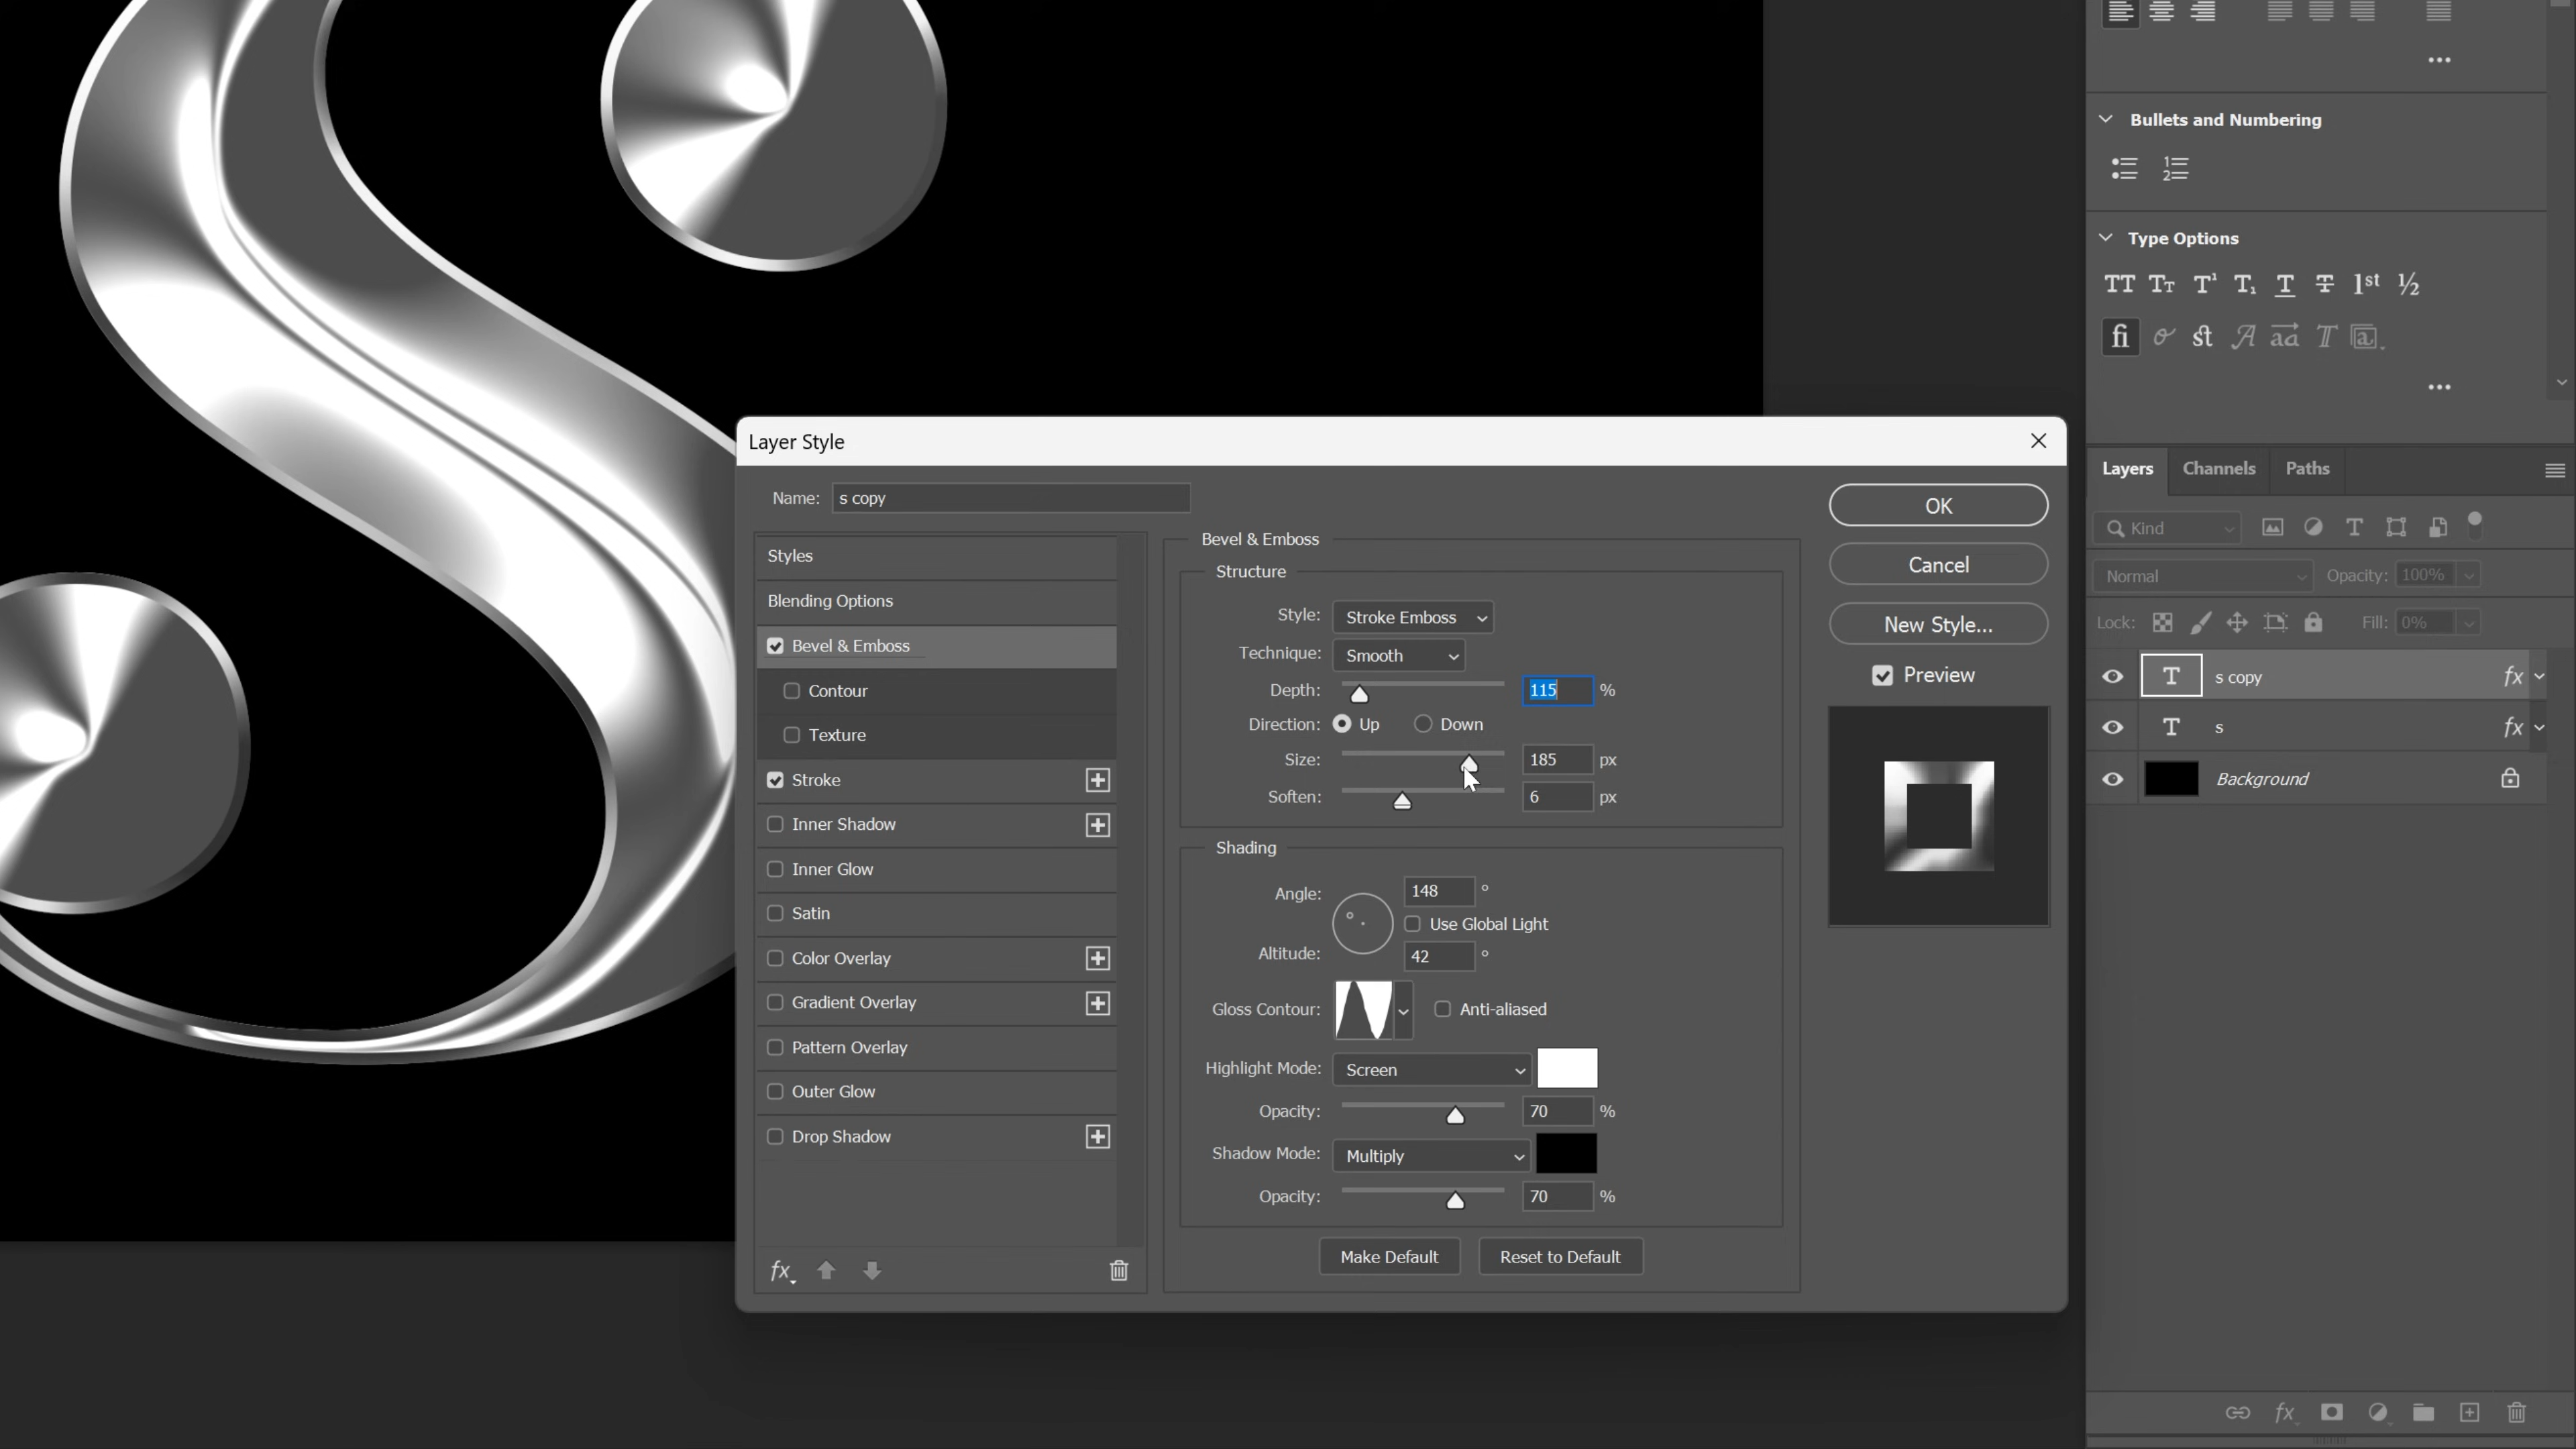 Bullets and Numbering
Type Options
TT Tт T¹ T₁ T T 1st ½
fi st A aa T a
Layers Channels Paths
Kind
Normal Opacity: 100%
Lock: Fill: 0%
T s copy fx
T s fx
Background
Layer Style
Name: s copy
Styles
Blending Options
Bevel & Emboss
Contour
Texture
Stroke
Inner Shadow
Inner Glow
Satin
Color Overlay
Gradient Overlay
Pattern Overlay
Outer Glow
Drop Shadow
fx
Bevel & Emboss
Structure
Style: Stroke Emboss
Technique: Smooth
Depth: 115 %
Direction: Up Down
Size: 185 px
Soften: 6 px
Shading
Angle: 148 °
Use Global Light
Altitude: 42 °
Gloss Contour: Anti-aliased
Highlight Mode: Screen
Opacity: 70 %
Shadow Mode: Multiply
Opacity: 70 %
Make Default Reset to Default
OK
Cancel
New Style...
Preview
fx